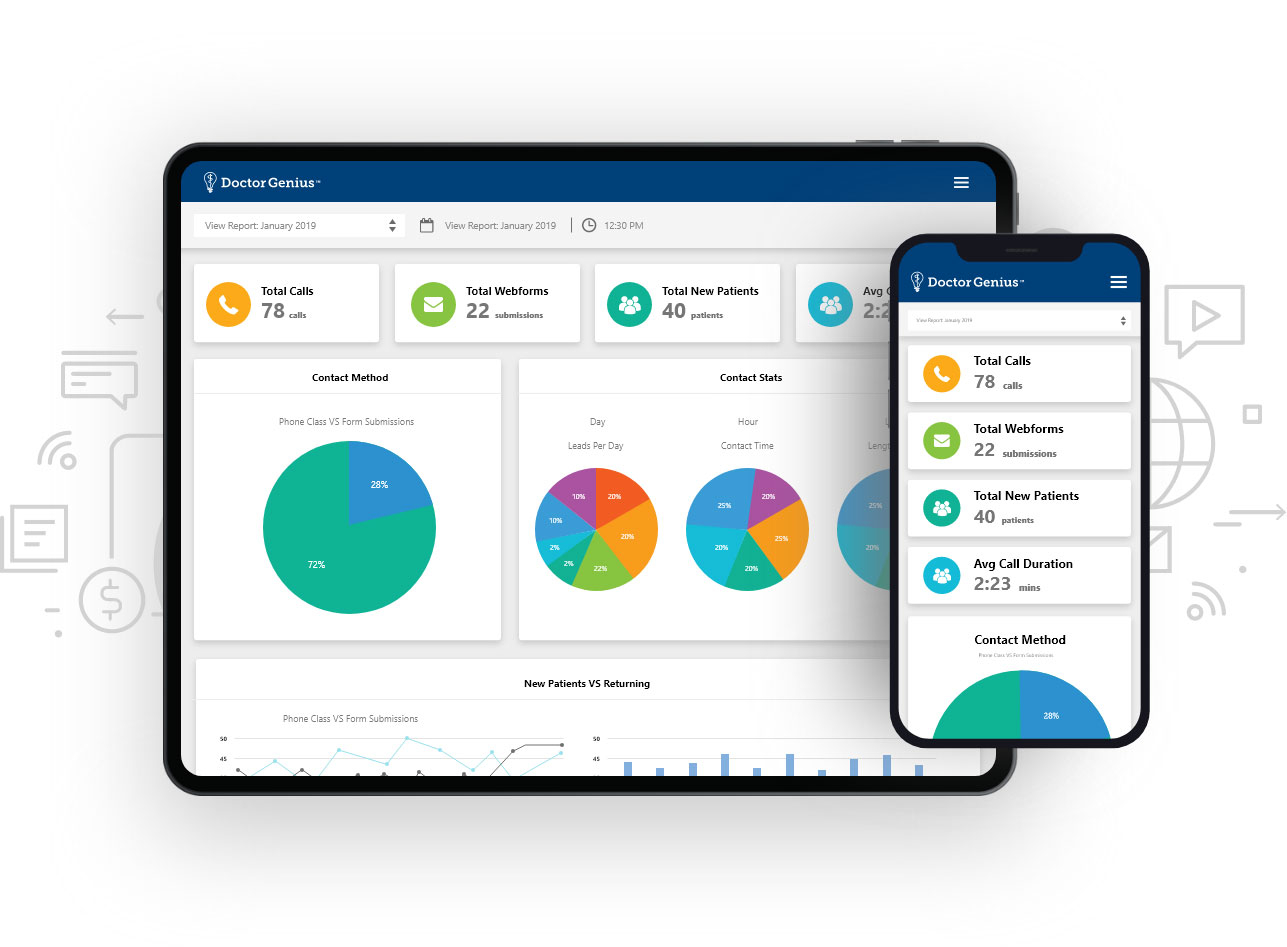 Doctor Genius™
View Report: January 2019
View Report: January 2019
12:30 PM
Total Calls
78 calls
Total Webforms
22 submissions
Total New Patients
40 patients
Avg
2:2
Contact Method
Phone Class VS Form Submissions
28%
72%
Contact Stats
Day
Leads Per Day
10%
20%
10%
20%
2%
2%
22%
Hour
Contact Time
25%
20%
25%
20%
20%
Lengt
25%
20%
New Patients VS Returning
Phone Class VS Form Submissions
50
45
50
45
Doctor Genius™
View Report: January 2019
Total Calls
78 calls
Total Webforms
22 submissions
Total New Patients
40 patients
Avg Call Duration
2:23 mins
Contact Method
Phone Class VS Form Submissions
28%
$